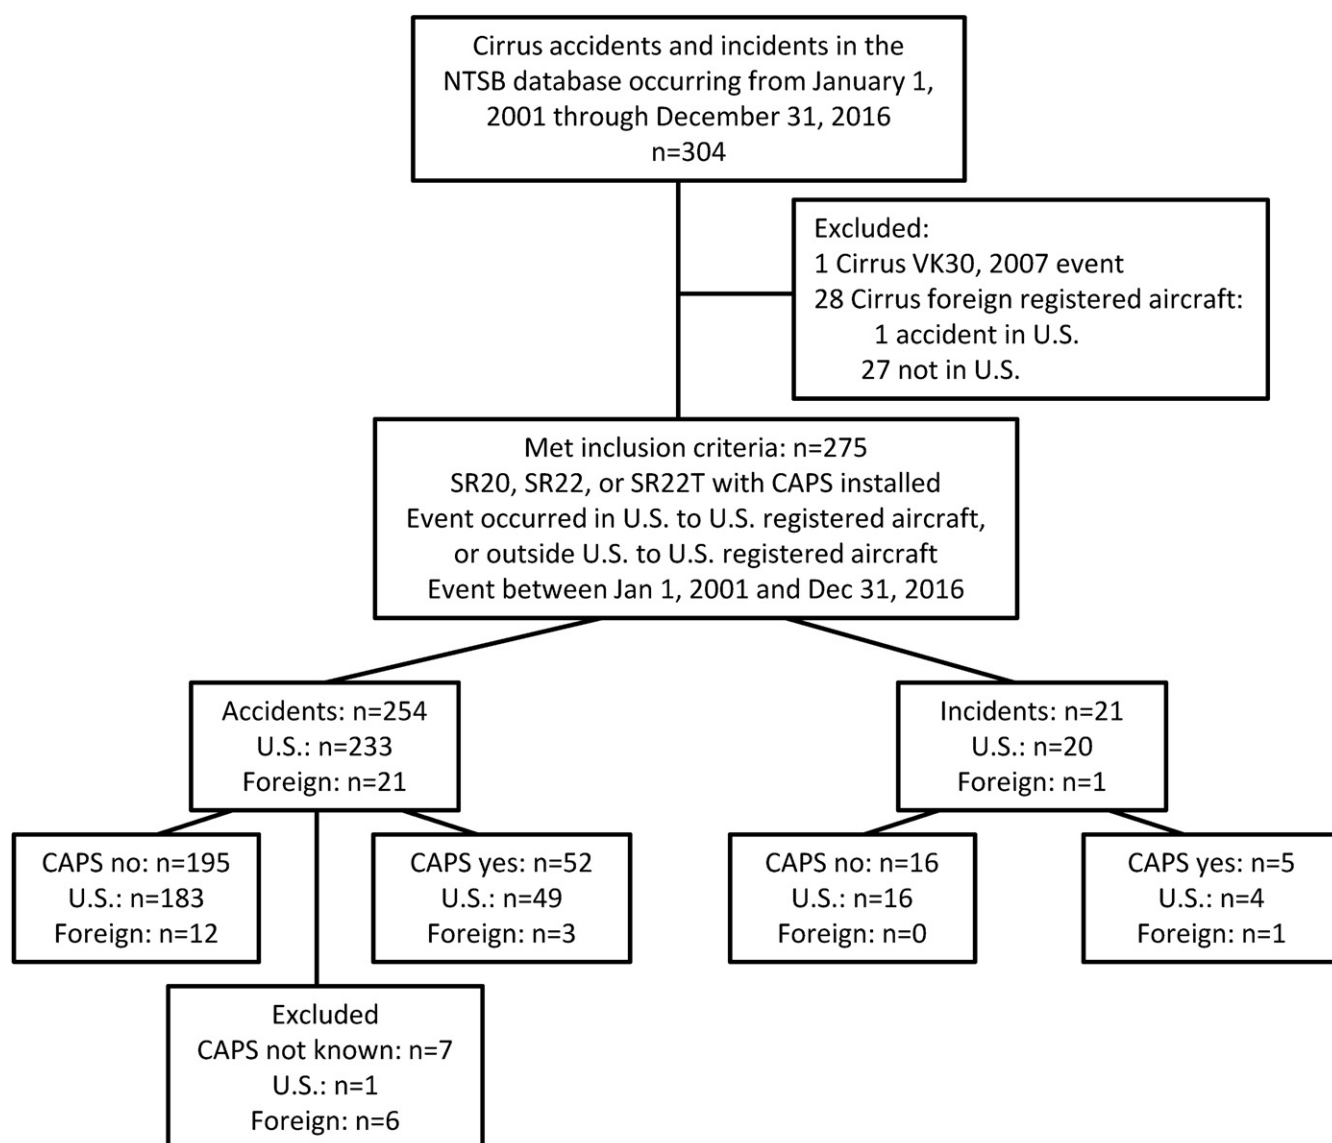 Cirrus accidents and incidents in the
NTSB database occurring from January 1,
2001 through December 31, 2016
n=304
Excluded:
1 Cirrus VK30, 2007 event
28 Cirrus foreign registered aircraft:
1 accident in U.S.
27 not in U.S.
Met inclusion criteria: n=275
SR20, SR22, or SR22T with CAPS installed
Event occurred in U.S. to U.S. registered aircraft,
or outside U.S. to U.S. registered aircraft
Event between Jan 1, 2001 and Dec 31, 2016
Accidents: n=254
U.S.: n=233
Foreign: n=21
Incidents: n=21
U.S.: n=20
Foreign: n=1
CAPS no: n=195
U.S.: n=183
Foreign: n=12
CAPS yes: n=52
U.S.: n=49
Foreign: n=3
CAPS no: n=16
U.S.: n=16
Foreign: n=0
CAPS yes: n=5
U.S.: n=4
Foreign: n=1
Excluded
CAPS not known: n=7
U.S.: n=1
Foreign: n=6